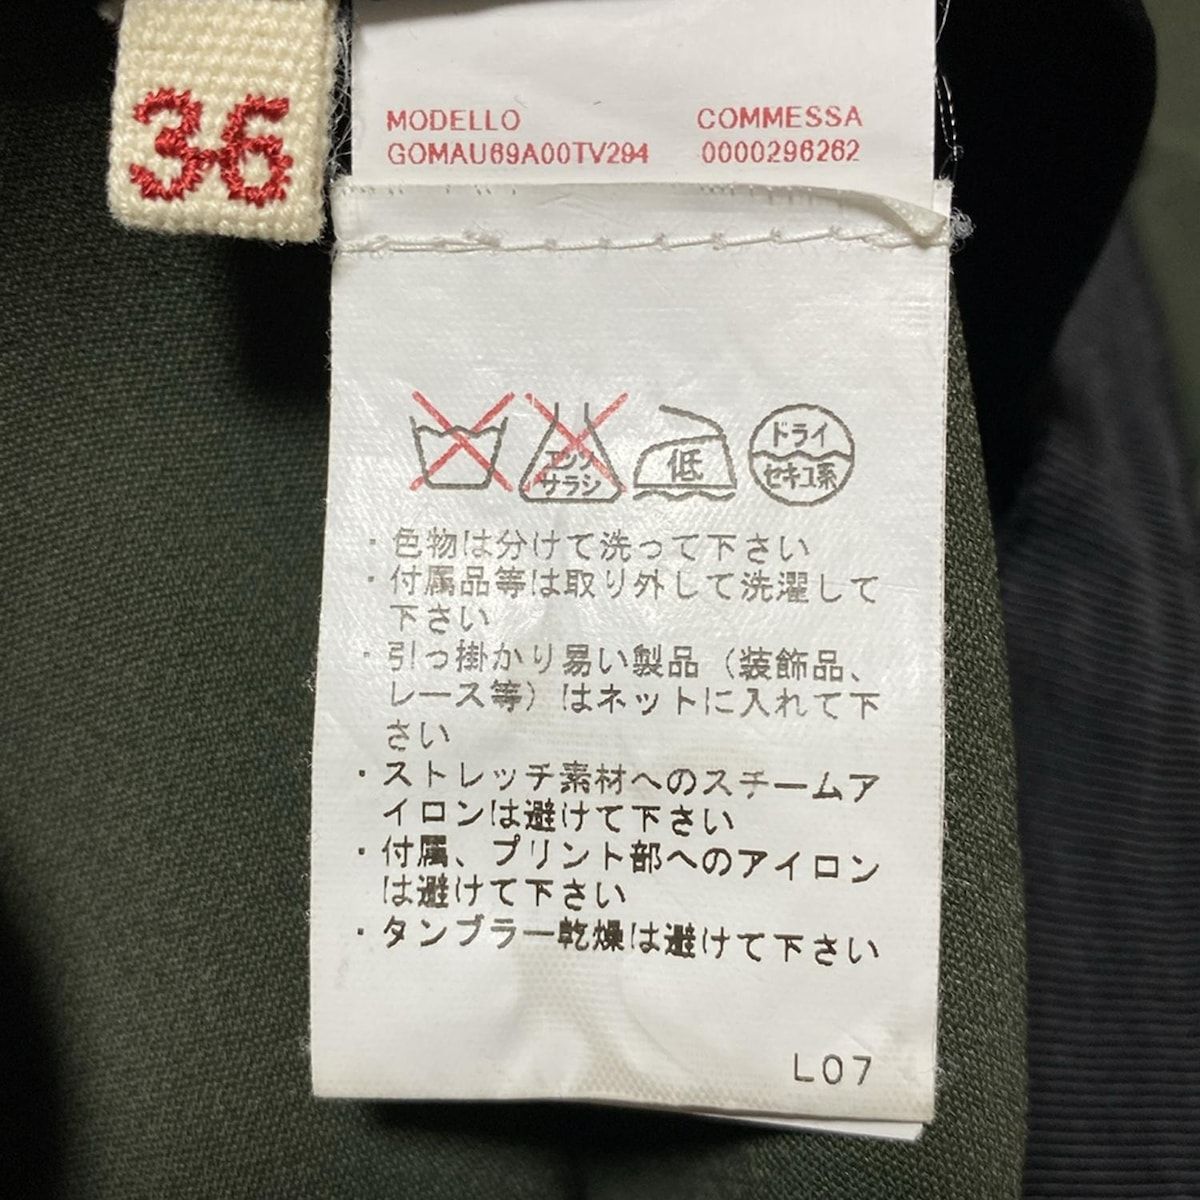 36
MODELLO
GOMAU69A00TV294
COMMESSA
0000296262
エンソ
サラシ
低
ドライ
セキユ系
・色物は分けて洗って下さい
・付属品等は取り外して洗濯して
下さい
・引っ掛かり易い製品（装飾品、
レース等）はネットに入れて下
さい
・ストレッチ素材へのスチームア
イロンは避けて下さい
・付属、プリント部へのアイロン
は避けて下さい
・タンブラー乾燥は避けて下さい
L07